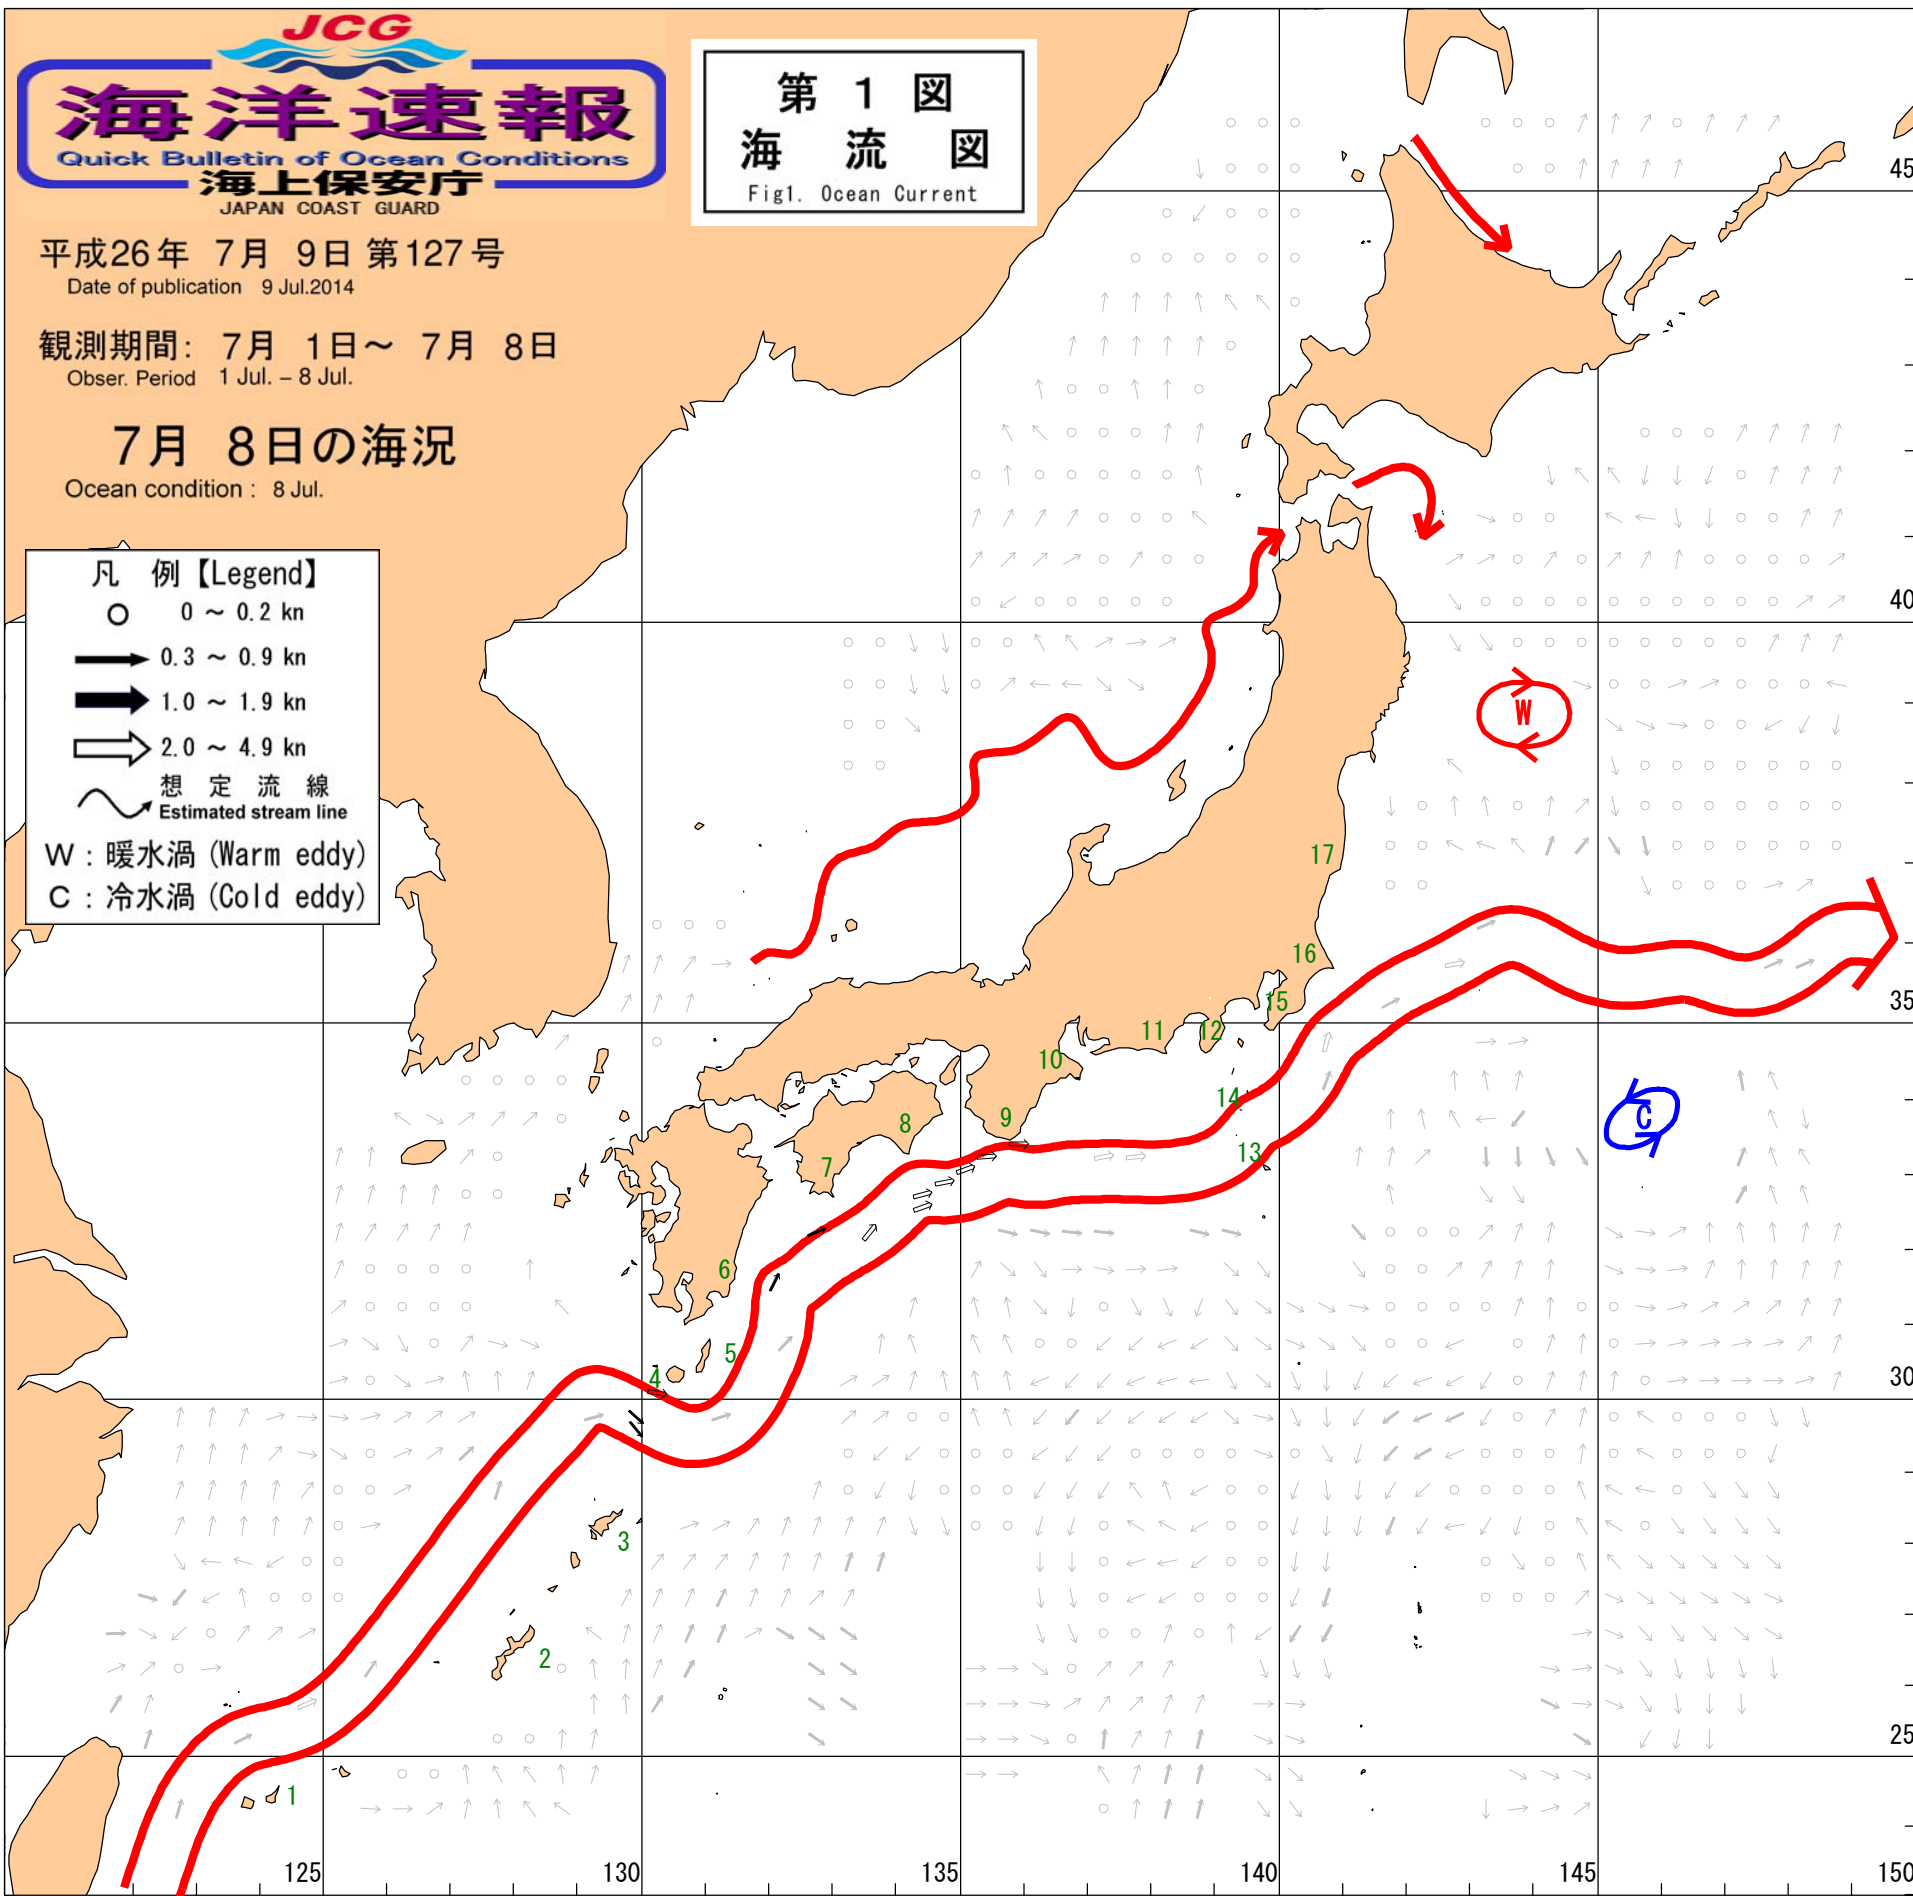 JCG
海洋速報
Quick Bulletin of Ocean Conditions
海上保安庁
JAPAN COAST GUARD
第 1 図
海 流 図
Fig1. Ocean Current
平成26年 7月 9日 第127号
Date of publication 9 Jul.2014
観測期間: 7月 1日～ 7月 8日
Obser. Period 1 Jul. – 8 Jul.
7月 8日の海況
Ocean condition : 8 Jul.
凡 例【Legend】
0 ～ 0.2 kn
0.3 ～ 0.9 kn
1.0 ～ 1.9 kn
2.0 ～ 4.9 kn
想 定 流 線
Estimated stream line
W : 暖水渦 (Warm eddy)
C : 冷水渦 (Cold eddy)
45
40
W
17
16
35
15
12
11
10
14
C
9
8
13
7
6
5
4
30
3
2
25
1
125
130
135
140
145
150